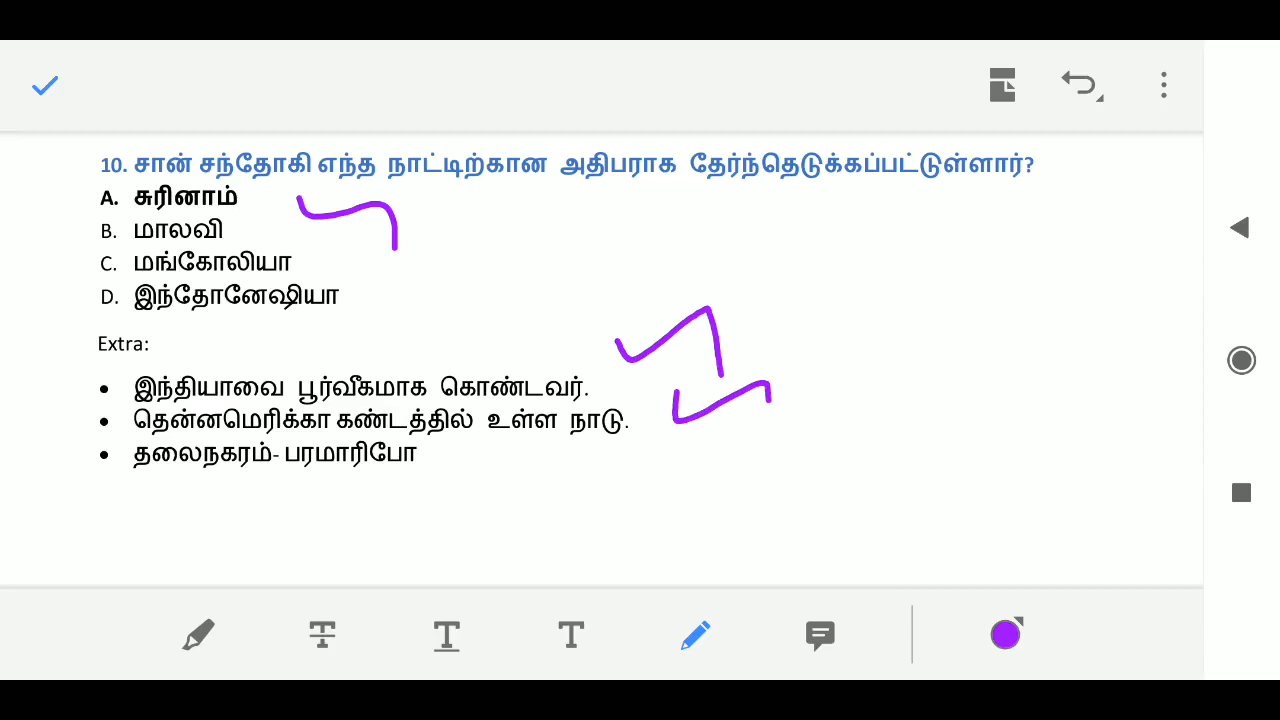 10. சான் சந்தோகி எந்த நாட்டிற்கான அதிபராக தேர்ந்தெடுக்கப்பட்டுள்ளார்?
A. சுரினாம்
B. மாலவி
C. மங்கோலியா
D. இந்தோனேஷியா
Extra:
• இந்தியாவை பூர்வீகமாக கொண்டவர்.
• தென்னமெரிக்கா கண்டத்தில் உள்ள நாடு.
• தலைநகரம்- பரமாரிபோ